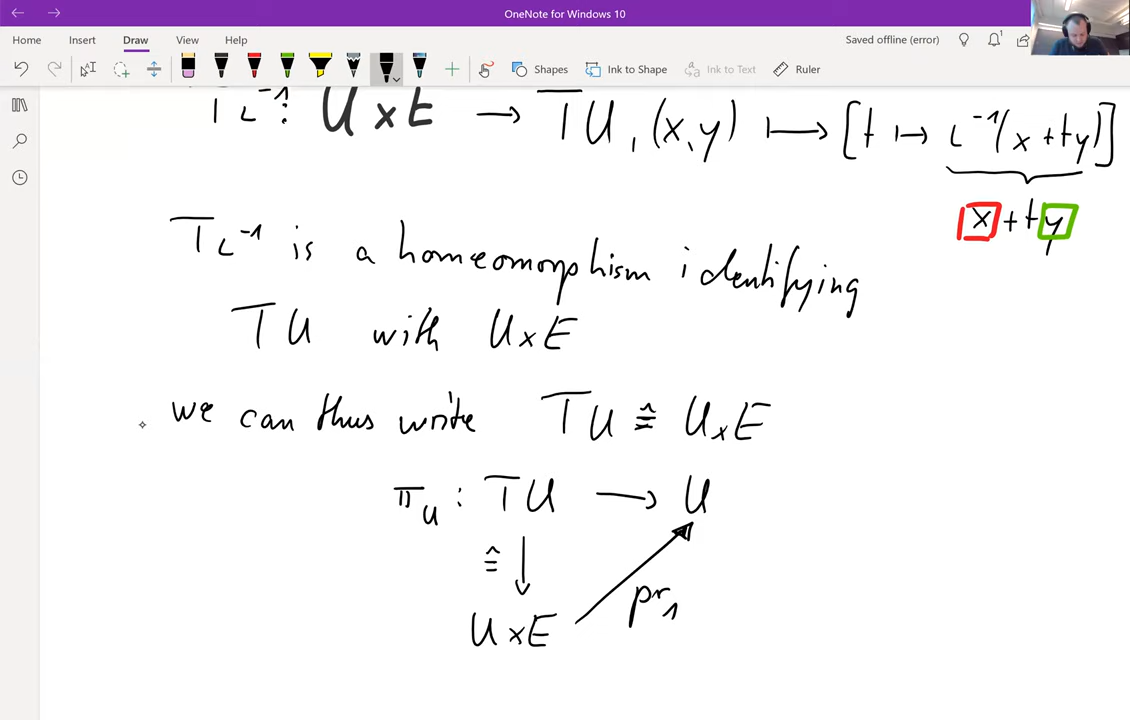 OneNote for Windows 10
Home Insert Draw View Help
Saved offline (error)
Shapes Ink to Shape Ink to Text Ruler
Tι⁻¹: U×E → TU, (x,y) ↦ [t ↦ ι⁻¹(x+ty)]
x+ty
Tι⁻¹ is a homeomorphism identifying
TU with U×E
we can thus write TU ≙ U×E
π_U : TU → U
≙ ↓
pr₁
U×E